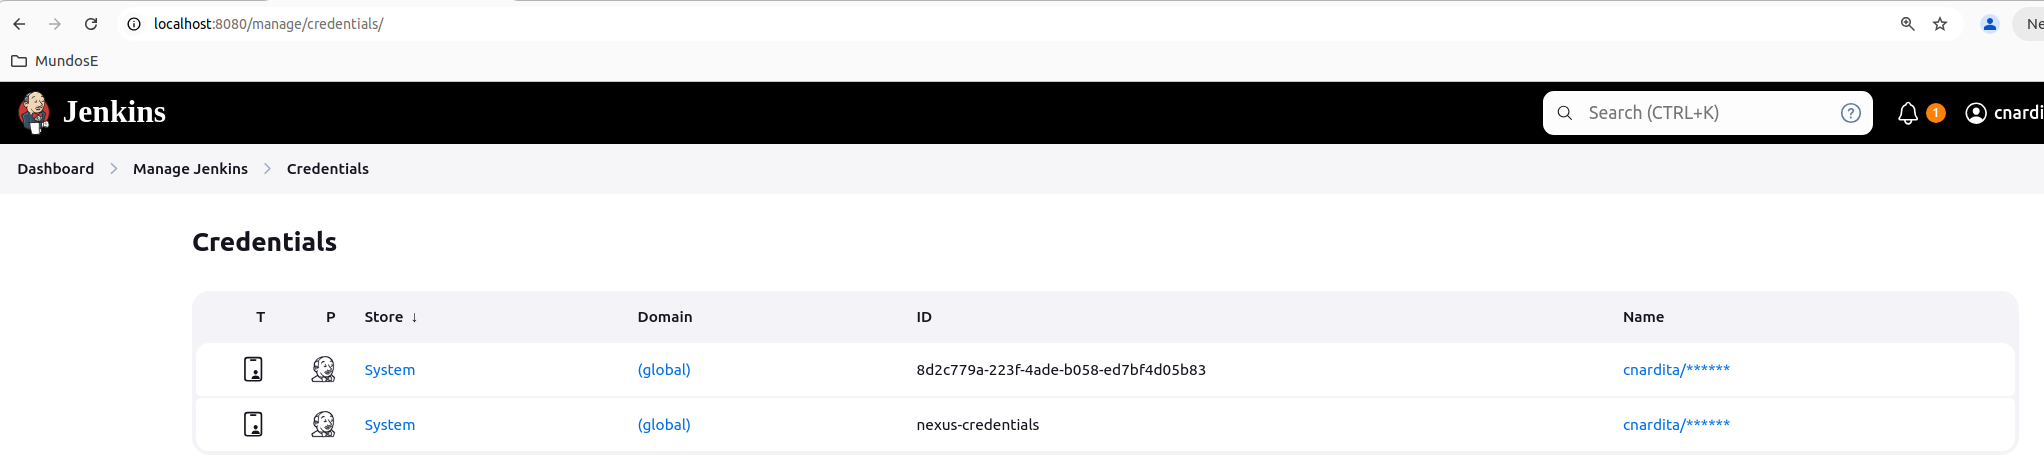 localhost:8080/manage/credentials/
Ne
MundosE
Jenkins
Search (CTRL+K)
?
1
cnardi
Dashboard > Manage Jenkins > Credentials
Credentials
T P Store ↓ Domain ID Name
System (global) 8d2c779a-223f-4ade-b058-ed7bf4d05b83 cnardita/******
System (global) nexus-credentials cnardita/******